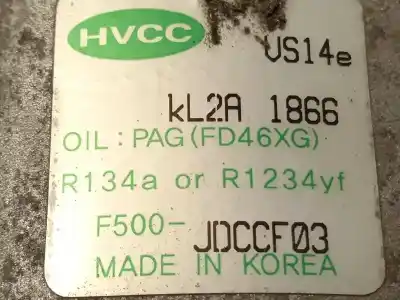 HVCC
VS14e
kL2A 1866
OIL : PAG (FD46XG)
R134a or R1234yf
F500-JDCCF03
MADE IN KOREA